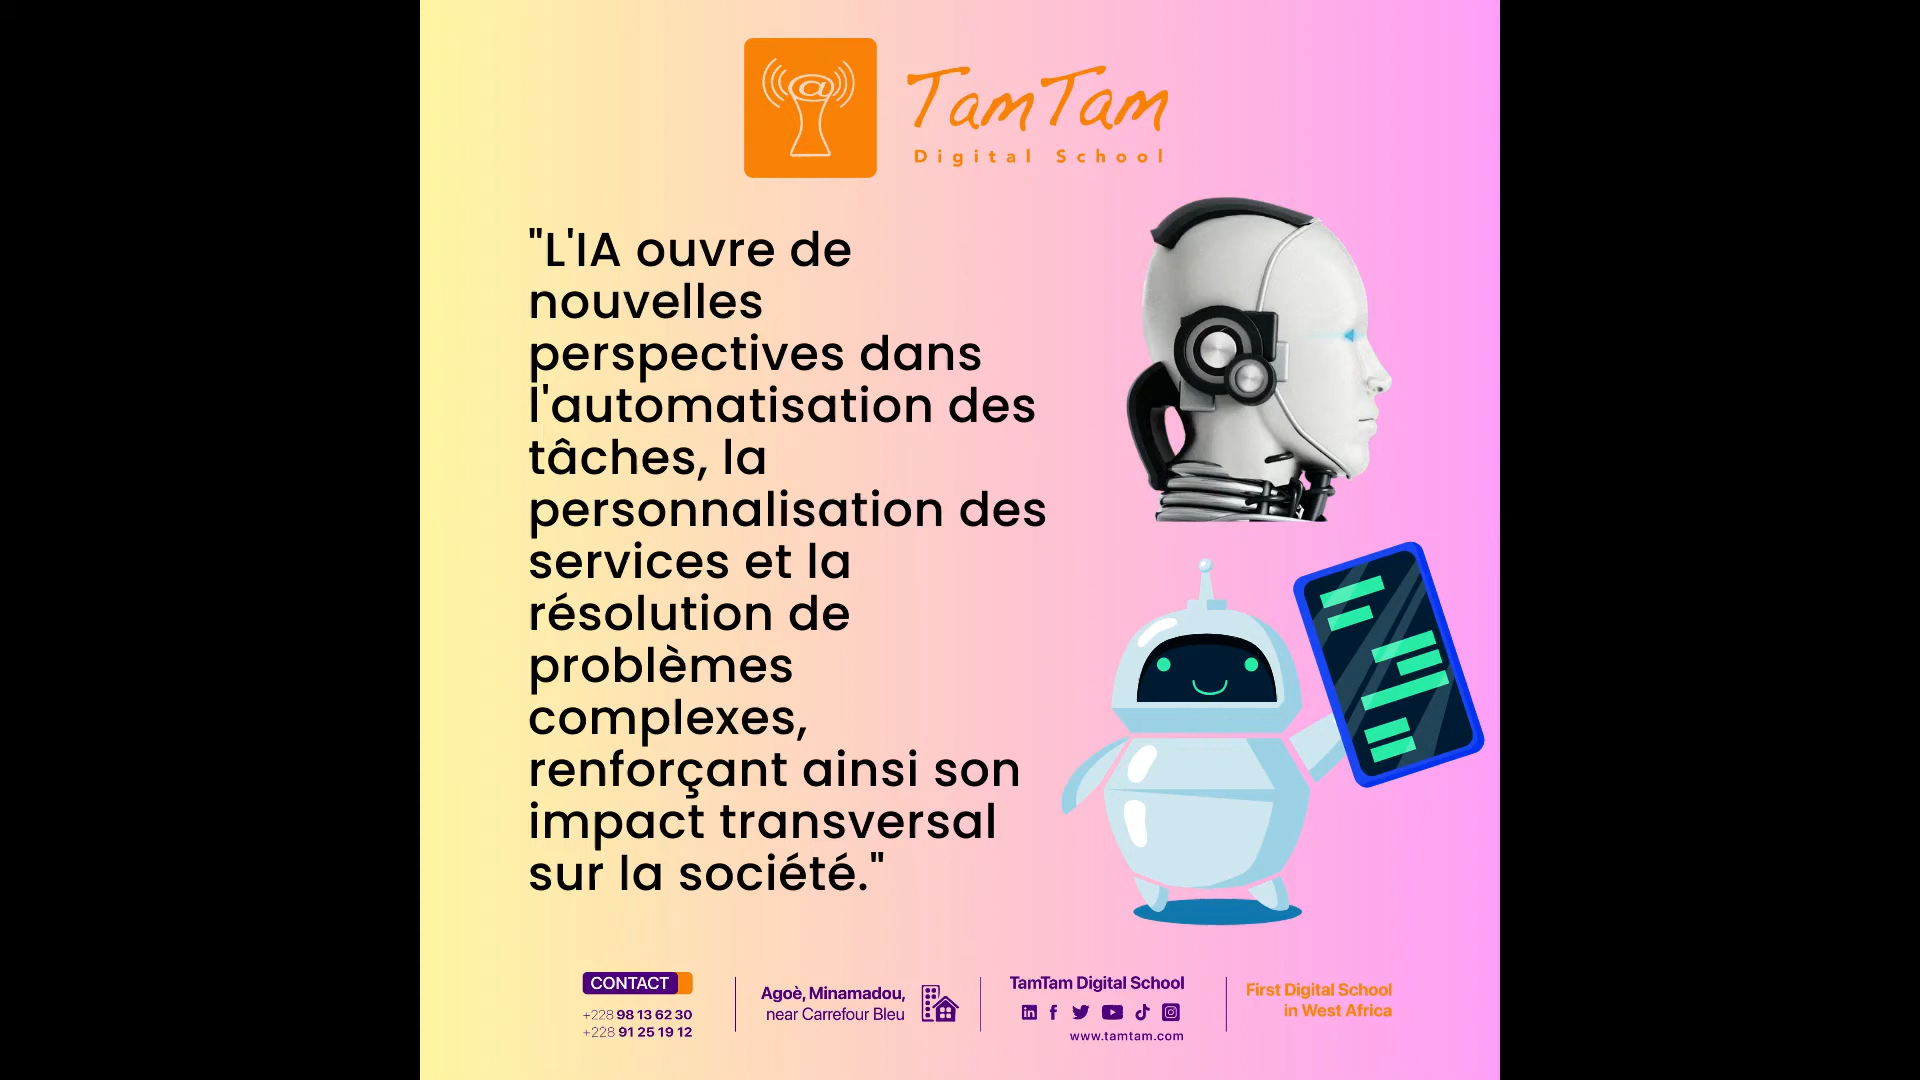 @
TamTam
Digital School
"L'IA ouvre de
nouvelles
perspectives dans
l'automatisation des
tâches, la
personnalisation des
services et la
résolution de
problèmes
complexes,
renforçant ainsi son
impact transversal
sur la société."
CONTACT
+228 98 13 62 30
+228 91 25 19 12
Agoè, Minamadou,
near Carrefour Bleu
TamTam Digital School
www.tamtam.com
First Digital School
in West Africa